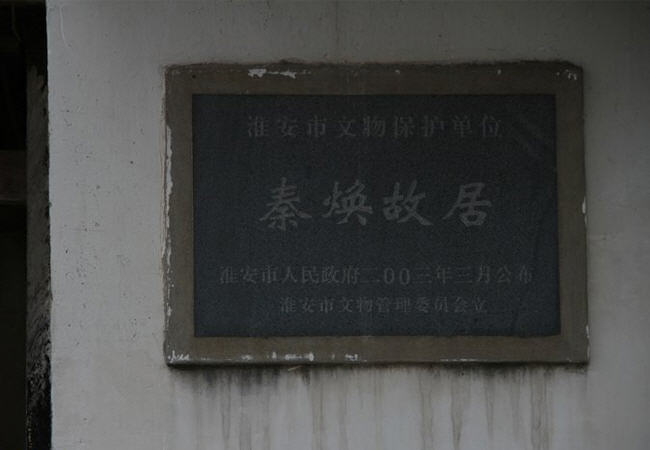 淮安市文物保护单位
秦焕故居
淮安市人民政府二00三年三月公布
淮安市文物管理委员会立